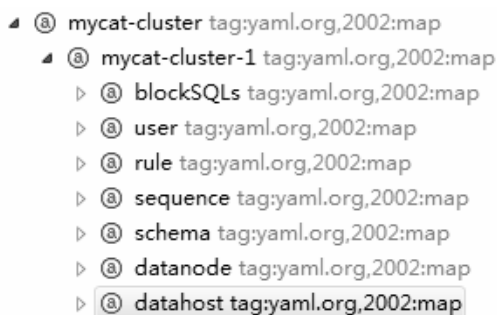 mycat-cluster tag:yaml.org,2002:map
mycat-cluster-1 tag:yaml.org,2002:map
blockSQLs tag:yaml.org,2002:map
user tag:yaml.org,2002:map
rule tag:yaml.org,2002:map
sequence tag:yaml.org,2002:map
schema tag:yaml.org,2002:map
datanode tag:yaml.org,2002:map
datahost tag:yaml.org,2002:map